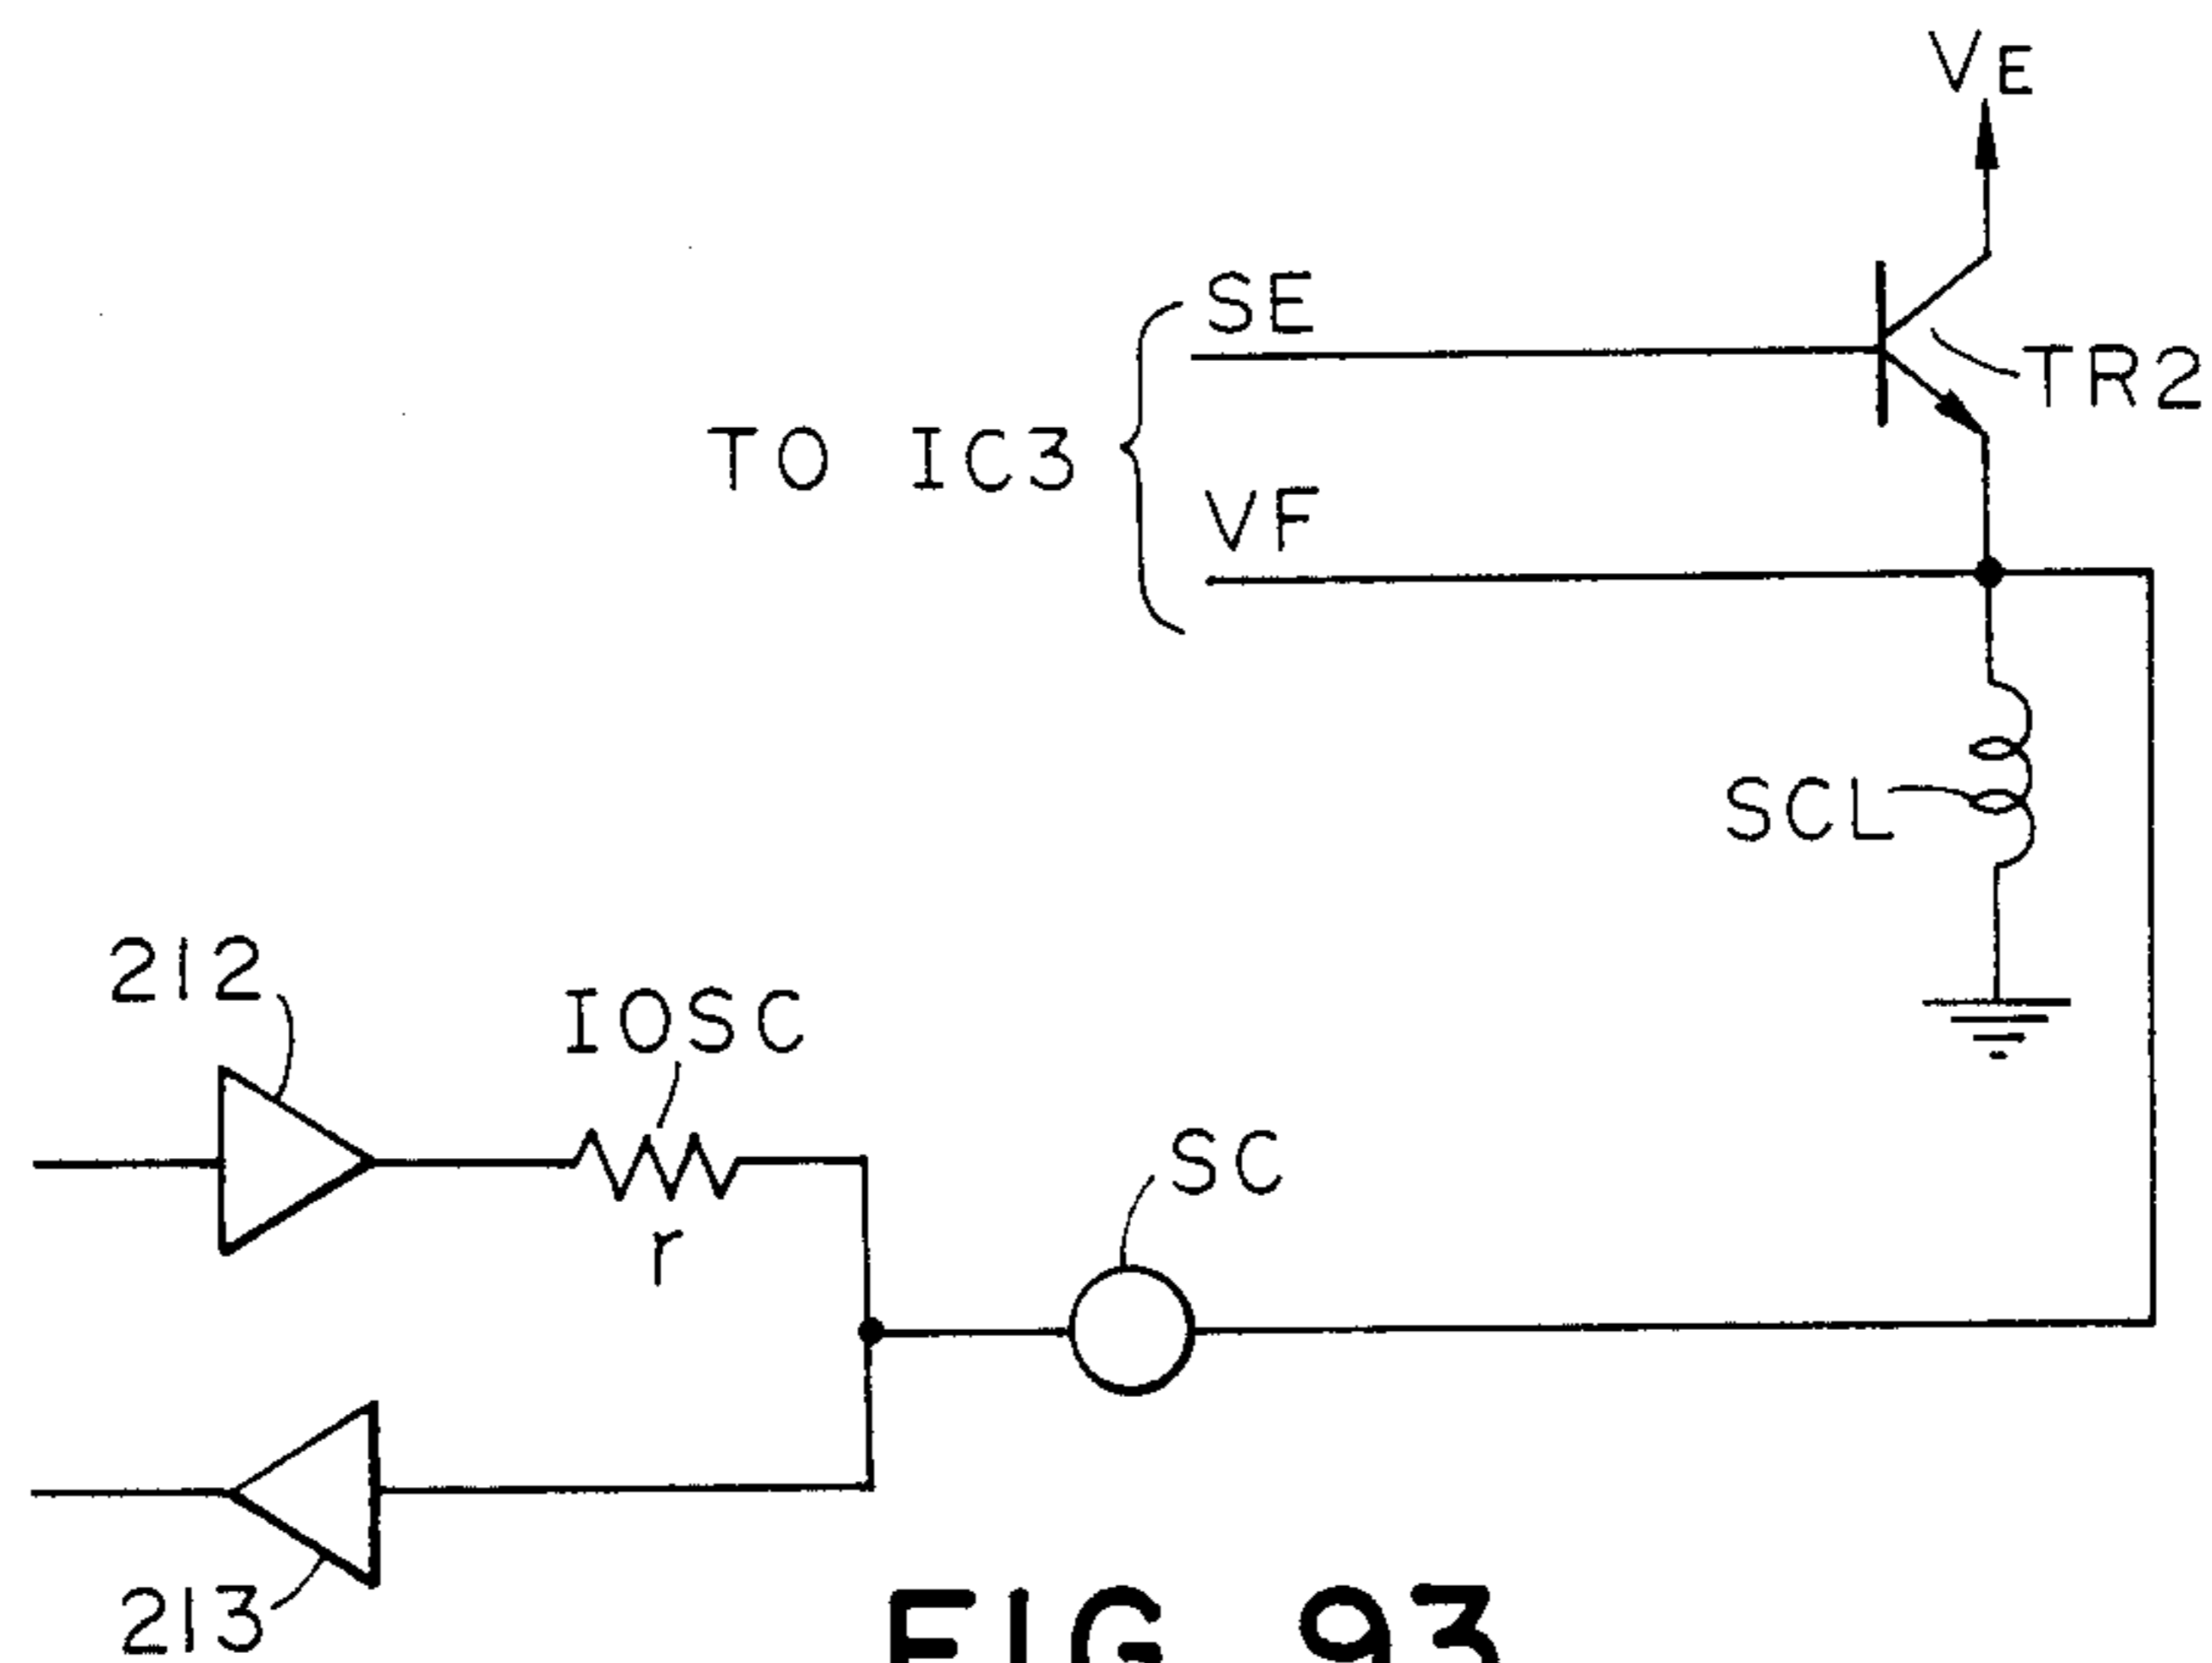 VE
SE
TR2
TO IC3
VF
SCL
212
IOSC
SC
r
213
FIG 93